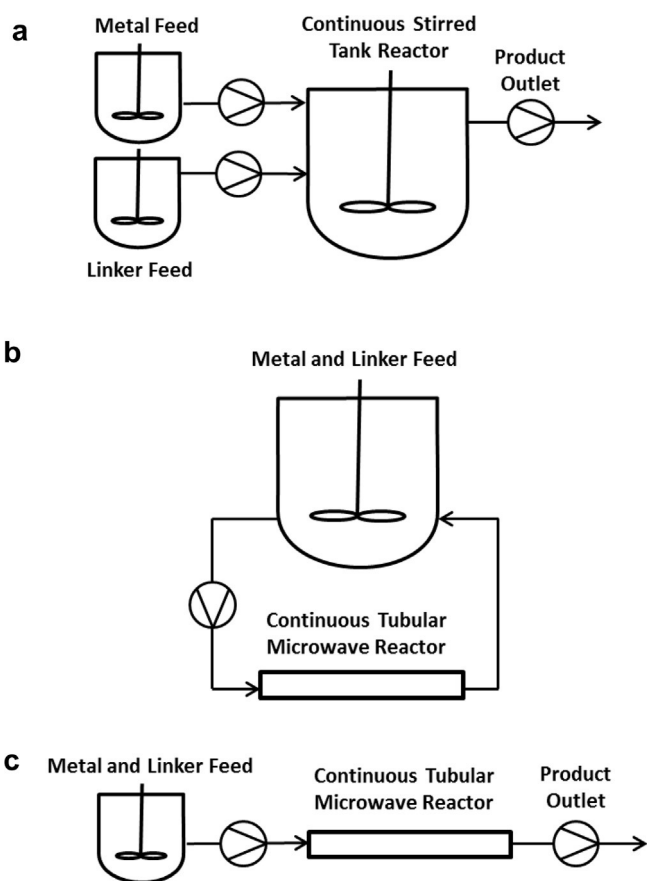 a
Metal Feed
Continuous Stirred
Tank Reactor
Product
Outlet
Linker Feed
b
Metal and Linker Feed
Continuous Tubular
Microwave Reactor
c
Metal and Linker Feed
Continuous Tubular
Microwave Reactor
Product
Outlet